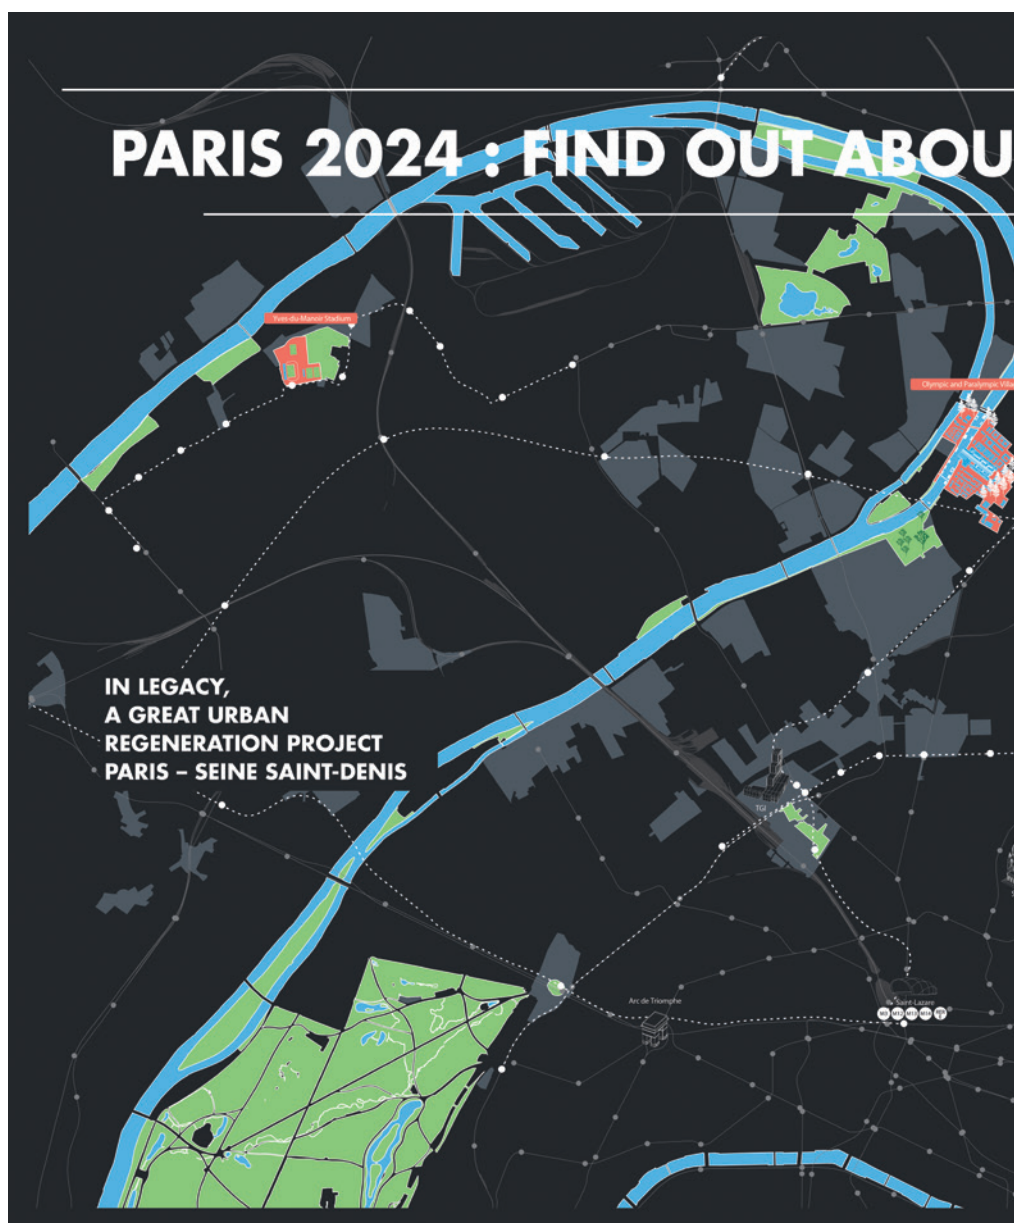 PARIS 2024 : FIND OUT ABOU
Yves-du-Manoir Stadium
Olympic and Paralympic Villa
IN LEGACY,
A GREAT URBAN
REGENERATION PROJECT
PARIS – SEINE SAINT-DENIS
TGI
Arc de Triomphe
Saint-Lazare